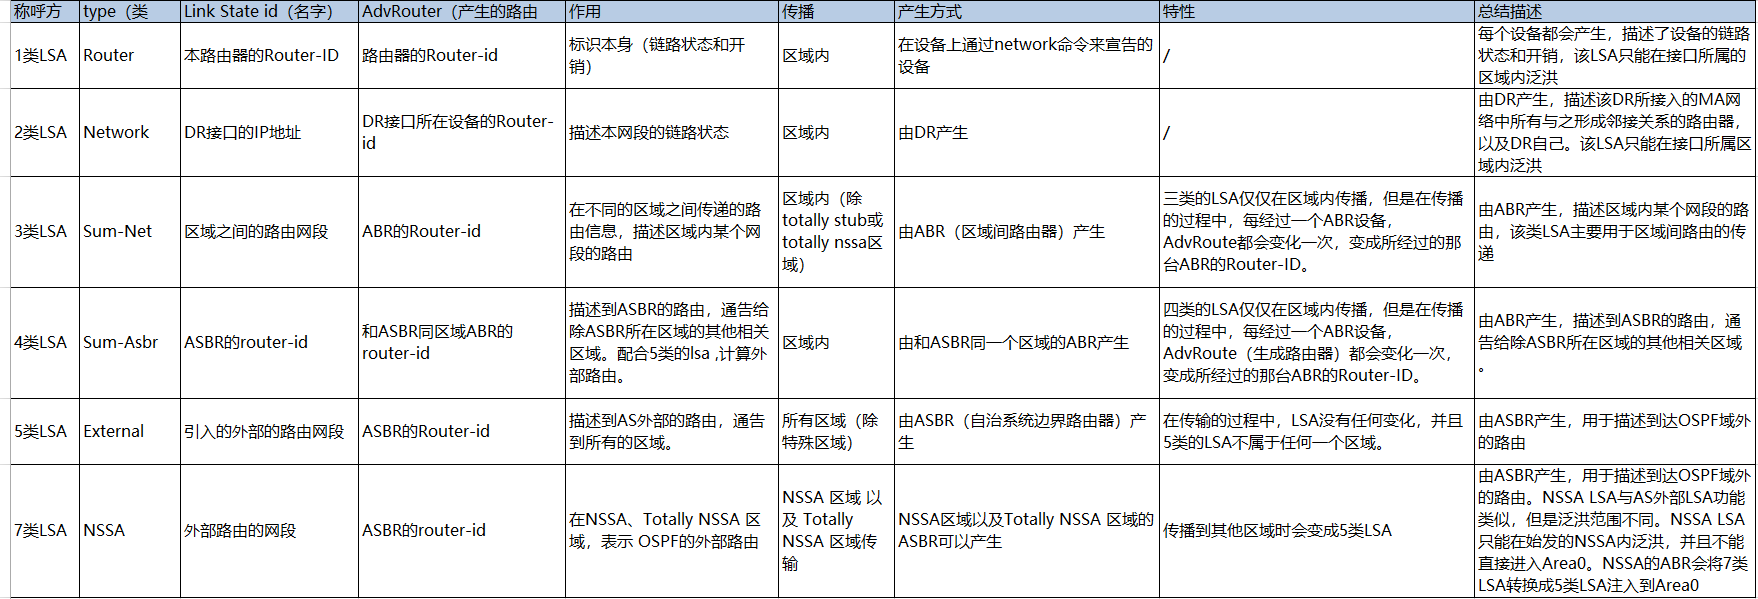 称呼方
type（类
Link State id（名字）
AdvRouter（产生的路由
作用
传播
产生方式
特性
总结描述
1类LSA
Router
本路由器的Router-ID
路由器的Router-id
标识本身（链路状态和开
销）
区域内
在设备上通过network命令来宣告的
设备
/
每个设备都会产生，描述了设备的链路
状态和开销，该LSA只能在接口所属的
区域内泛洪
2类LSA
Network
DR接口的IP地址
DR接口所在设备的Router-
id
描述本网段的链路状态
区域内
由DR产生
/
由DR产生，描述该DR所接入的MA网
络中所有与之形成邻接关系的路由器，
以及DR自己。该LSA只能在接口所属区
域内泛洪
3类LSA
Sum-Net
区域之间的路由网段
ABR的Router-id
在不同的区域之间传递的路
由信息，描述区域内某个网
段的路由
区域内（除
totally stub或
totally nssa区
域）
由ABR（区域间路由器）产生
三类的LSA仅仅在区域内传播，但是在传播
的过程中，每经过一个ABR设备，
AdvRoute都会变化一次，变成所经过的那
台ABR的Router-ID。
由ABR产生，描述区域内某个网段的路
由，该类LSA主要用于区域间路由的传
递
4类LSA
Sum-Asbr
ASBR的router-id
和ASBR同区域ABR的
router-id
描述到ASBR的路由，通告给
除ASBR所在区域的其他相关
区域。配合5类的lsa ,计算外
部路由。
区域内
由和ASBR同一个区域的ABR产生
四类的LSA仅仅在区域内传播，但是在传播
的过程中，每经过一个ABR设备，
AdvRoute（生成路由器）都会变化一次，
变成所经过的那台ABR的Router-ID。
由ABR产生，描述到ASBR的路由，通
告给除ASBR所在区域的其他相关区域
。
5类LSA
External
引入的外部的路由网段
ASBR的Router-id
描述到AS外部的路由，通告
到所有的区域。
所有区域（除
特殊区域）
由ASBR（自治系统边界路由器）产
生
在传输的过程中，LSA没有任何变化，并且
5类的LSA不属于任何一个区域。
由ASBR产生，用于描述到达OSPF域外
的路由
7类LSA
NSSA
外部路由的网段
ASBR的router-id
在NSSA、Totally NSSA 区
域，表示 OSPF的外部路由
NSSA 区域 以
及 Totally
NSSA 区域传
输
NSSA区域以及Totally NSSA 区域的
ASBR可以产生
传播到其他区域时会变成5类LSA
由ASBR产生，用于描述到达OSPF域外
的路由。NSSA LSA与AS外部LSA功能
类似，但是泛洪范围不同。NSSA LSA
只能在始发的NSSA内泛洪，并且不能
直接进入Area0。NSSA的ABR会将7类
LSA转换成5类LSA注入到Area0